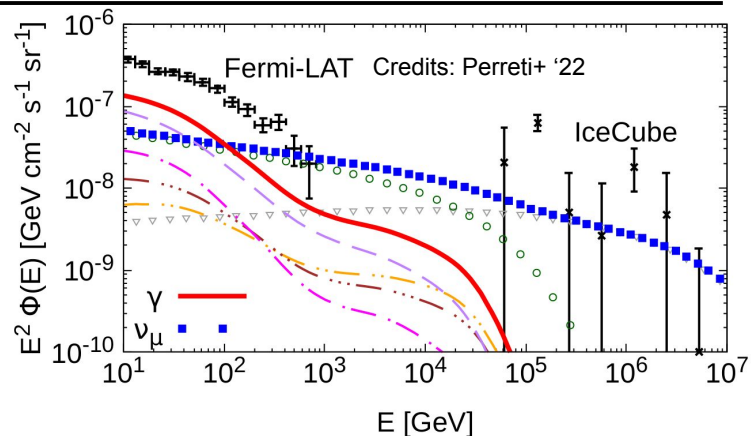 10^-6
10^-7
10^-8
10^-9
10^-10
E^2 Φ(E) [GeV cm^-2 s^-1 sr^-1]
Fermi-LAT Credits: Perreti+ ‘22
IceCube
γ
ν_μ
10^1 10^2 10^3 10^4 10^5 10^6 10^7
E [GeV]